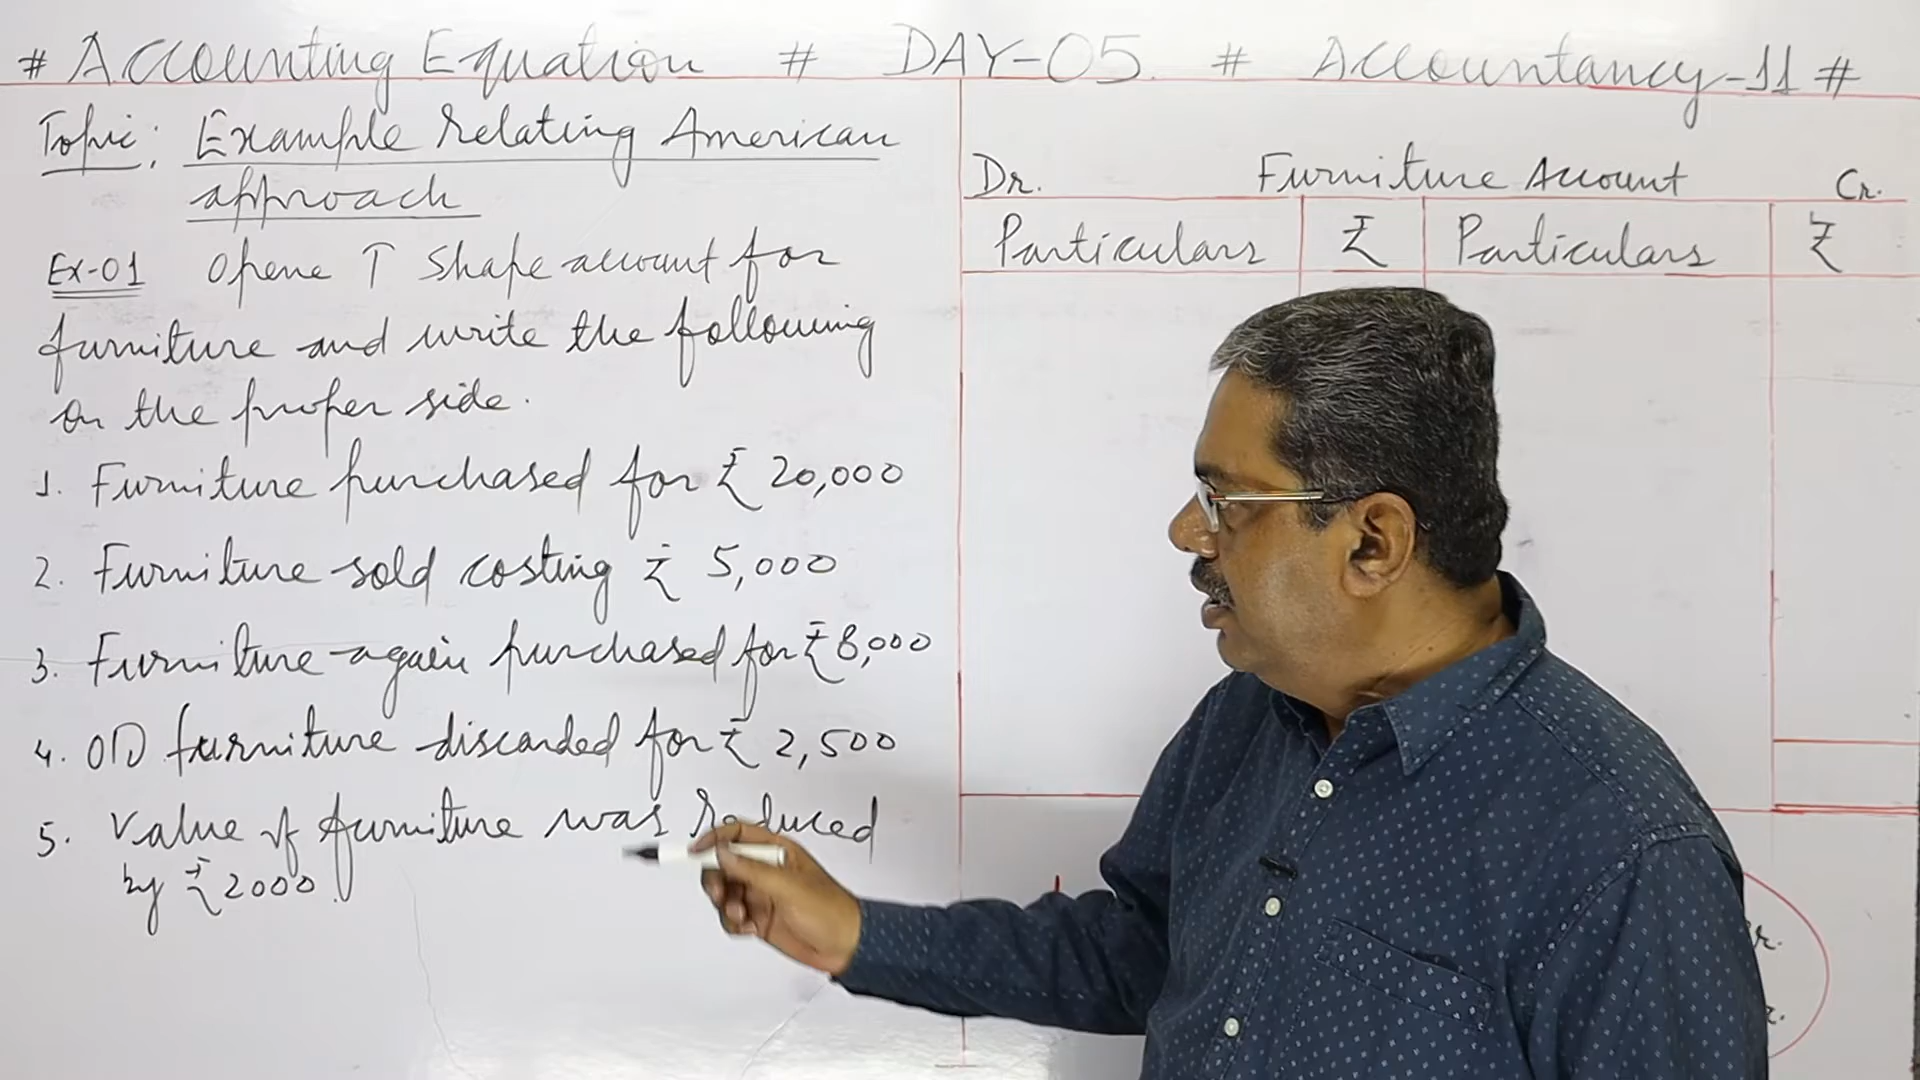 # Accounting Equation # DAY-05. # Accountancy-11 #
Topic: Example relating American
approach
Ex-01 Opene T Shape account for
furniture and write the following
on the proper side.
1. Furniture purchased for ₹ 20,000
2. Furniture sold costing ₹ 5,000
3. Furniture again purchased for ₹ 8,000
4. Old furniture discarded for ₹ 2,500
5. Value of furniture was reduced
by ₹ 2000.
Dr. Furniture Account Cr.
Particulars ₹ Particulars ₹